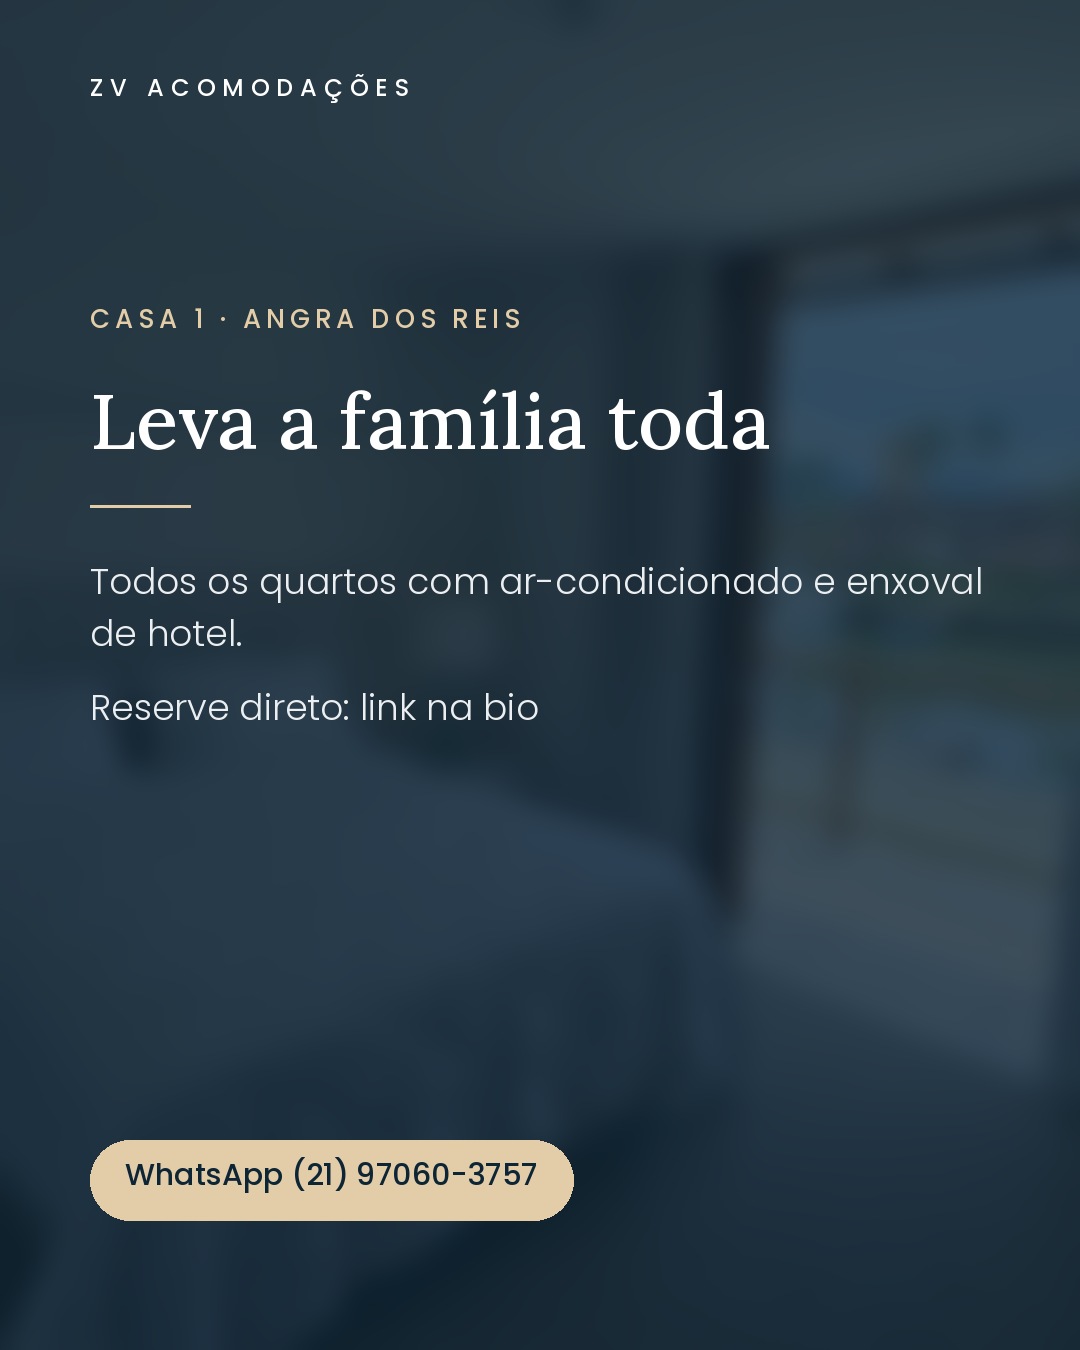 ZV ACOMODAÇÕES
CASA 1 · ANGRA DOS REIS
Leva a família toda
Todos os quartos com ar-condicionado e enxoval
de hotel.
Reserve direto: link na bio
WhatsApp (21) 97060-3757